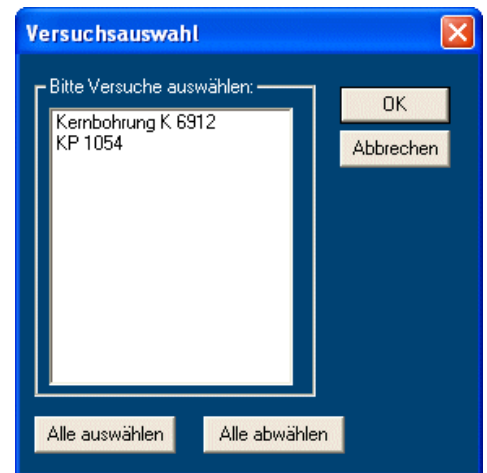 Versuchsauswahl
Bitte Versuche auswählen:
Kernbohrung K 6912
KP 1054
OK
Abbrechen
Alle auswählen
Alle abwählen